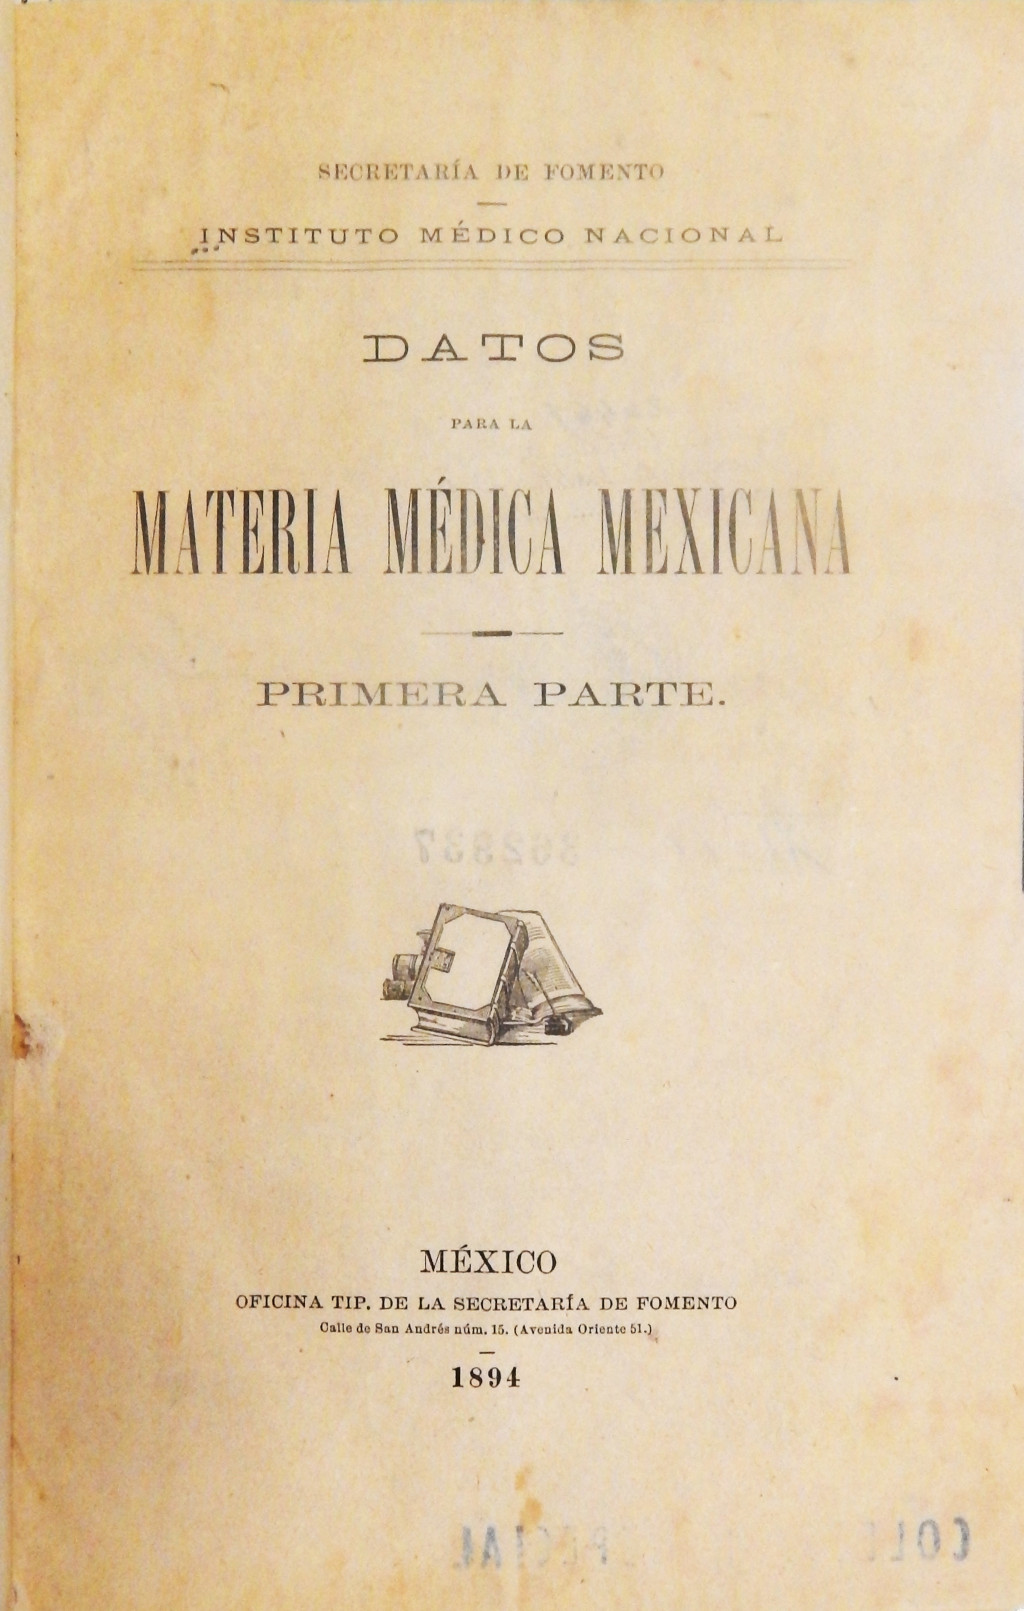 SECRETARÍA DE FOMENTO
INSTITUTO MÉDICO NACIONAL
DATOS
PARA LA
MATERIA MÉDICA MEXICANA
PRIMERA PARTE.
MÉXICO
OFICINA TIP. DE LA SECRETARÍA DE FOMENTO
Calle de San Andrés núm. 15. (Avenida Oriente 51.)
1894